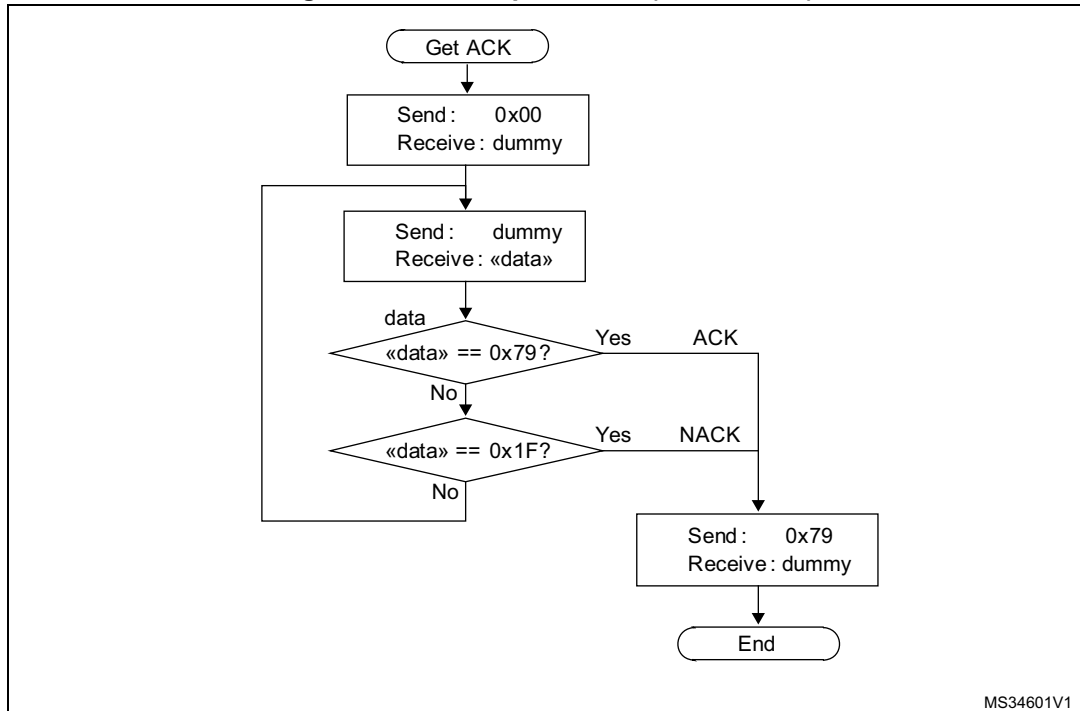 Get ACK
Send : 0x00
Receive : dummy
Send : dummy
Receive : «data»
data
«data» == 0x79?
Yes
ACK
No
«data» == 0x1F?
Yes
NACK
No
Send : 0x79
Receive : dummy
End
MS34601V1